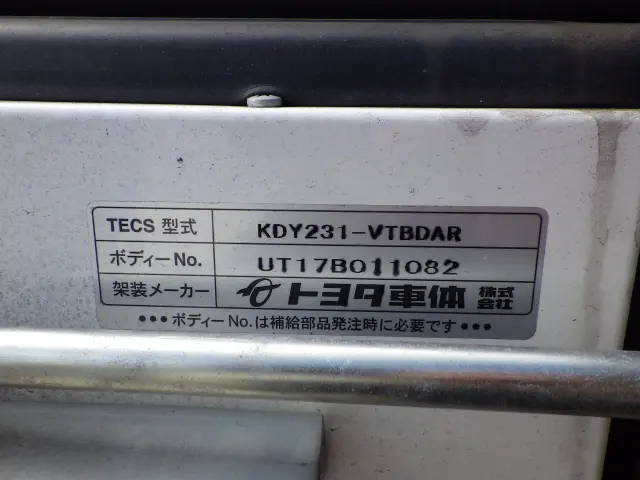 TECS 型式 KDY231-VTBDAR
ボディーNo. UT17B011082
架装メーカー トヨタ車体 株式会社
•••ボディーNo.は補給部品発注時に必要です•••